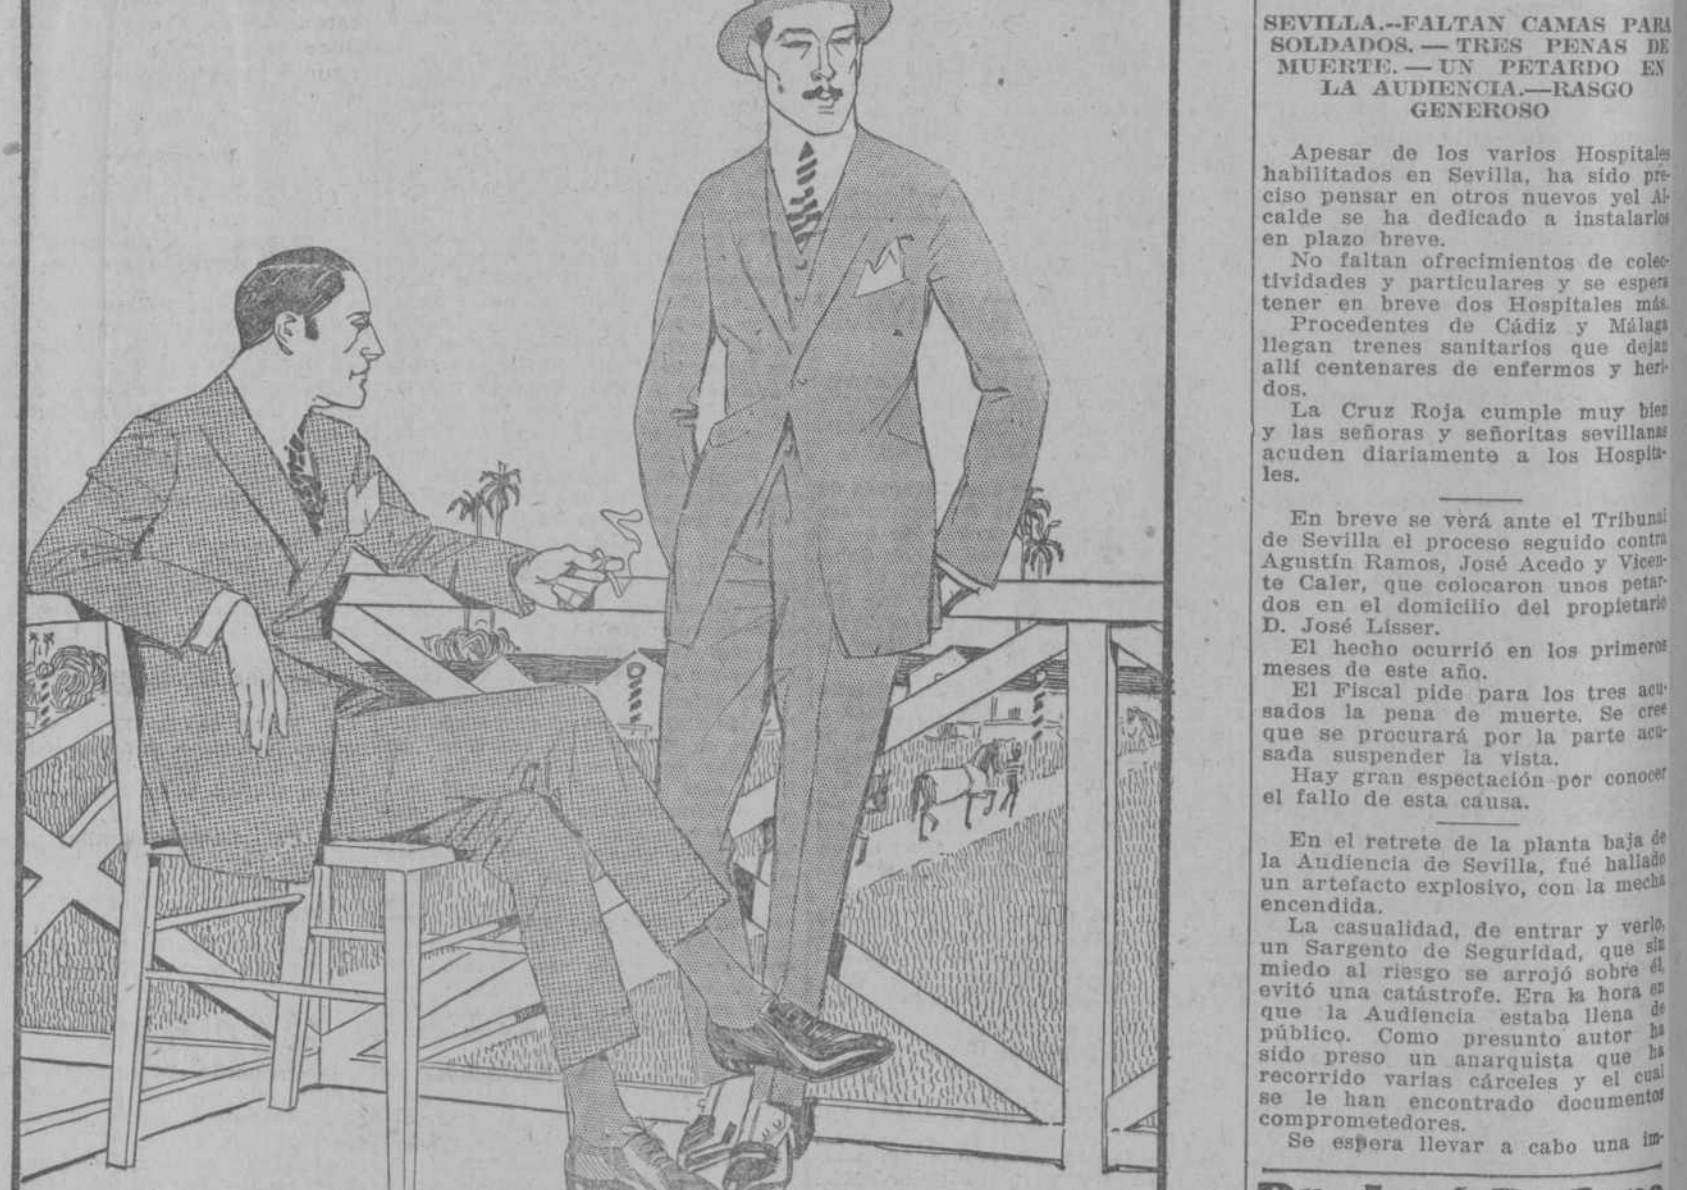 SEVILLA.--FALTAN CAMAS PARA
SOLDADOS. — TRES PENAS DE
MUERTE. — UN PETARDO EN
LA AUDIENCIA.—RASGO
GENEROSO
Apesar de los varios Hospitales
habilitados en Sevilla, ha sido pre-
ciso pensar en otros nuevos yel Al-
calde se ha dedicado a instalarlos
en plazo breve.
No faltan ofrecimientos de colec-
tividades y particulares y se espera
tener en breve dos Hospitales más.
Procedentes de Cádiz y Málaga
llegan trenes sanitarios que dejan
allí centenares de enfermos y heri-
dos.
La Cruz Roja cumple muy bien
y las señoras y señoritas sevillanas
acuden diariamente a los Hospita-
les.
En breve se verá ante el Tribunal
de Sevilla el proceso seguido contra
Agustín Ramos, José Acedo y Vicen-
te Caler, que colocaron unos petar-
dos en el domicilio del propietario
D. José Lisser.
El hecho ocurrió en los primeros
meses de este año.
El Fiscal pide para los tres acu-
sados la pena de muerte. Se cree
que se procurará por la parte acu-
sada suspender la vista.
Hay gran espectación por conocer
el fallo de esta causa.
En el retrete de la planta baja de
la Audiencia de Sevilla, fué hallado
un artefacto explosivo, con la mecha
encendida.
La casualidad, de entrar y verlo,
un Sargento de Seguridad, que sin
miedo al riesgo se arrojó sobre él,
evitó una catástrofe. Era la hora en
que la Audiencia estaba llena de
público. Como presunto autor ha
sido preso un anarquista que ha
recorrido varias cárceles y el cual
se le han encontrado documentos
comprometedores.
Se espera llevar a cabo una im-